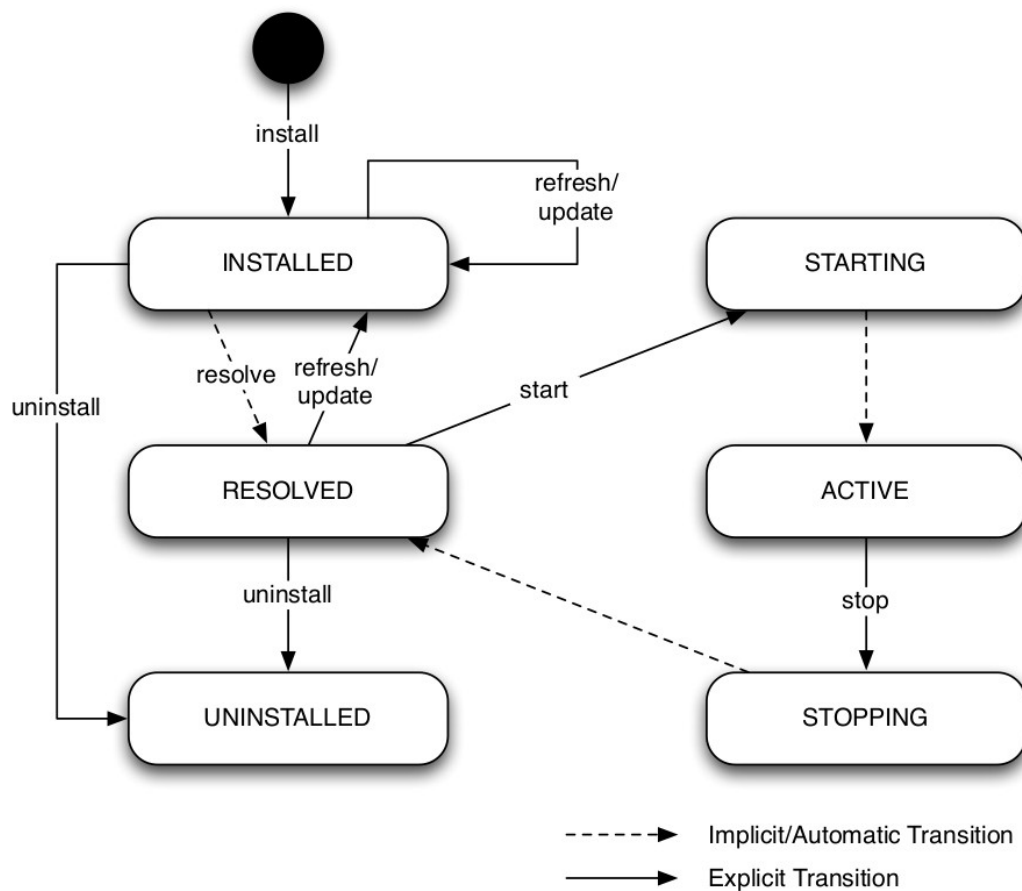 install
refresh/
update
INSTALLED
STARTING
resolve
refresh/
update
start
uninstall
RESOLVED
ACTIVE
uninstall
stop
UNINSTALLED
STOPPING
Implicit/Automatic Transition
Explicit Transition